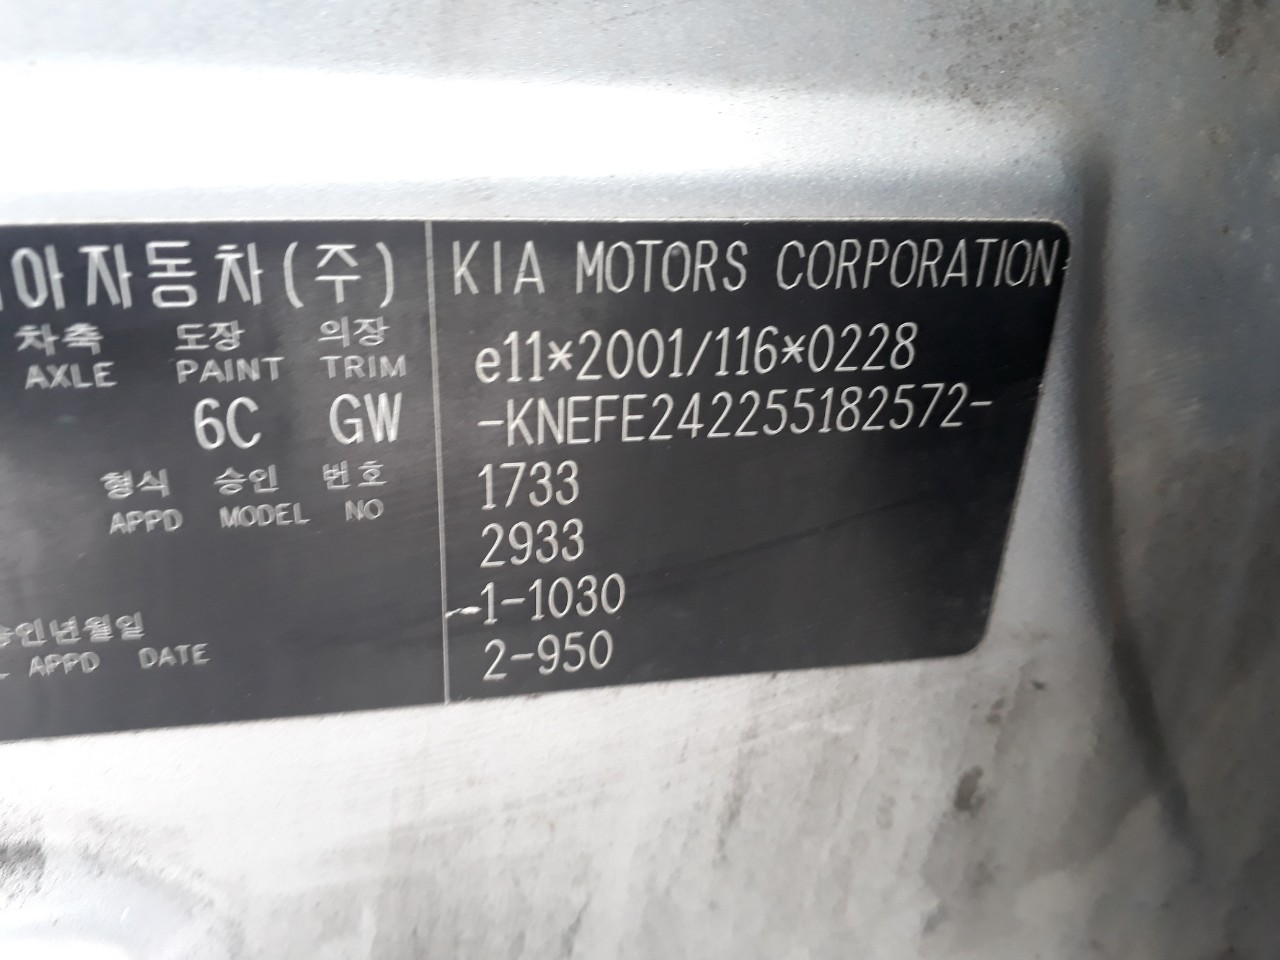 아자동차(주)
차축 도장 의장
AXLE PAINT TRIM
6C GW
형식 승인 번호
APPD MODEL NO
승인년월일
APPD DATE
KIA MOTORS CORPORATION
e11*2001/116*0228
-KNEFE242255182572-
1733
2933
1-1030
2-950